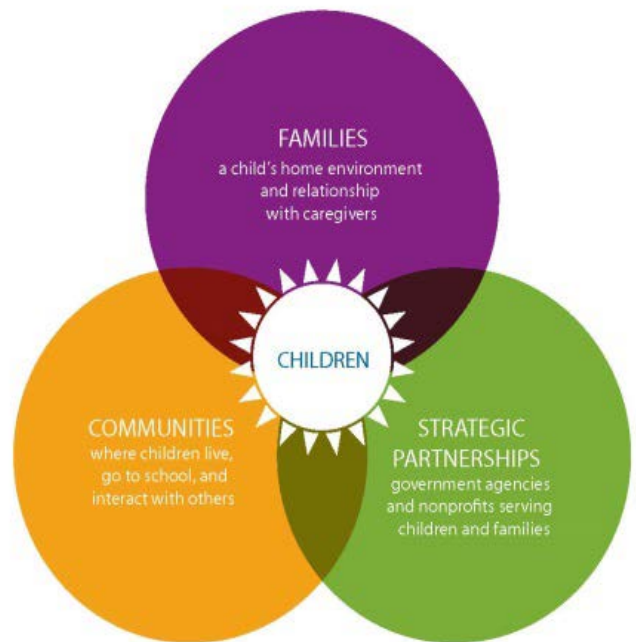 FAMILIES
a child's home environment
and relationship
with caregivers
CHILDREN
COMMUNITIES
where children live,
go to school, and
interact with others
STRATEGIC
PARTNERSHIPS
government agencies
and nonprofits serving
children and families